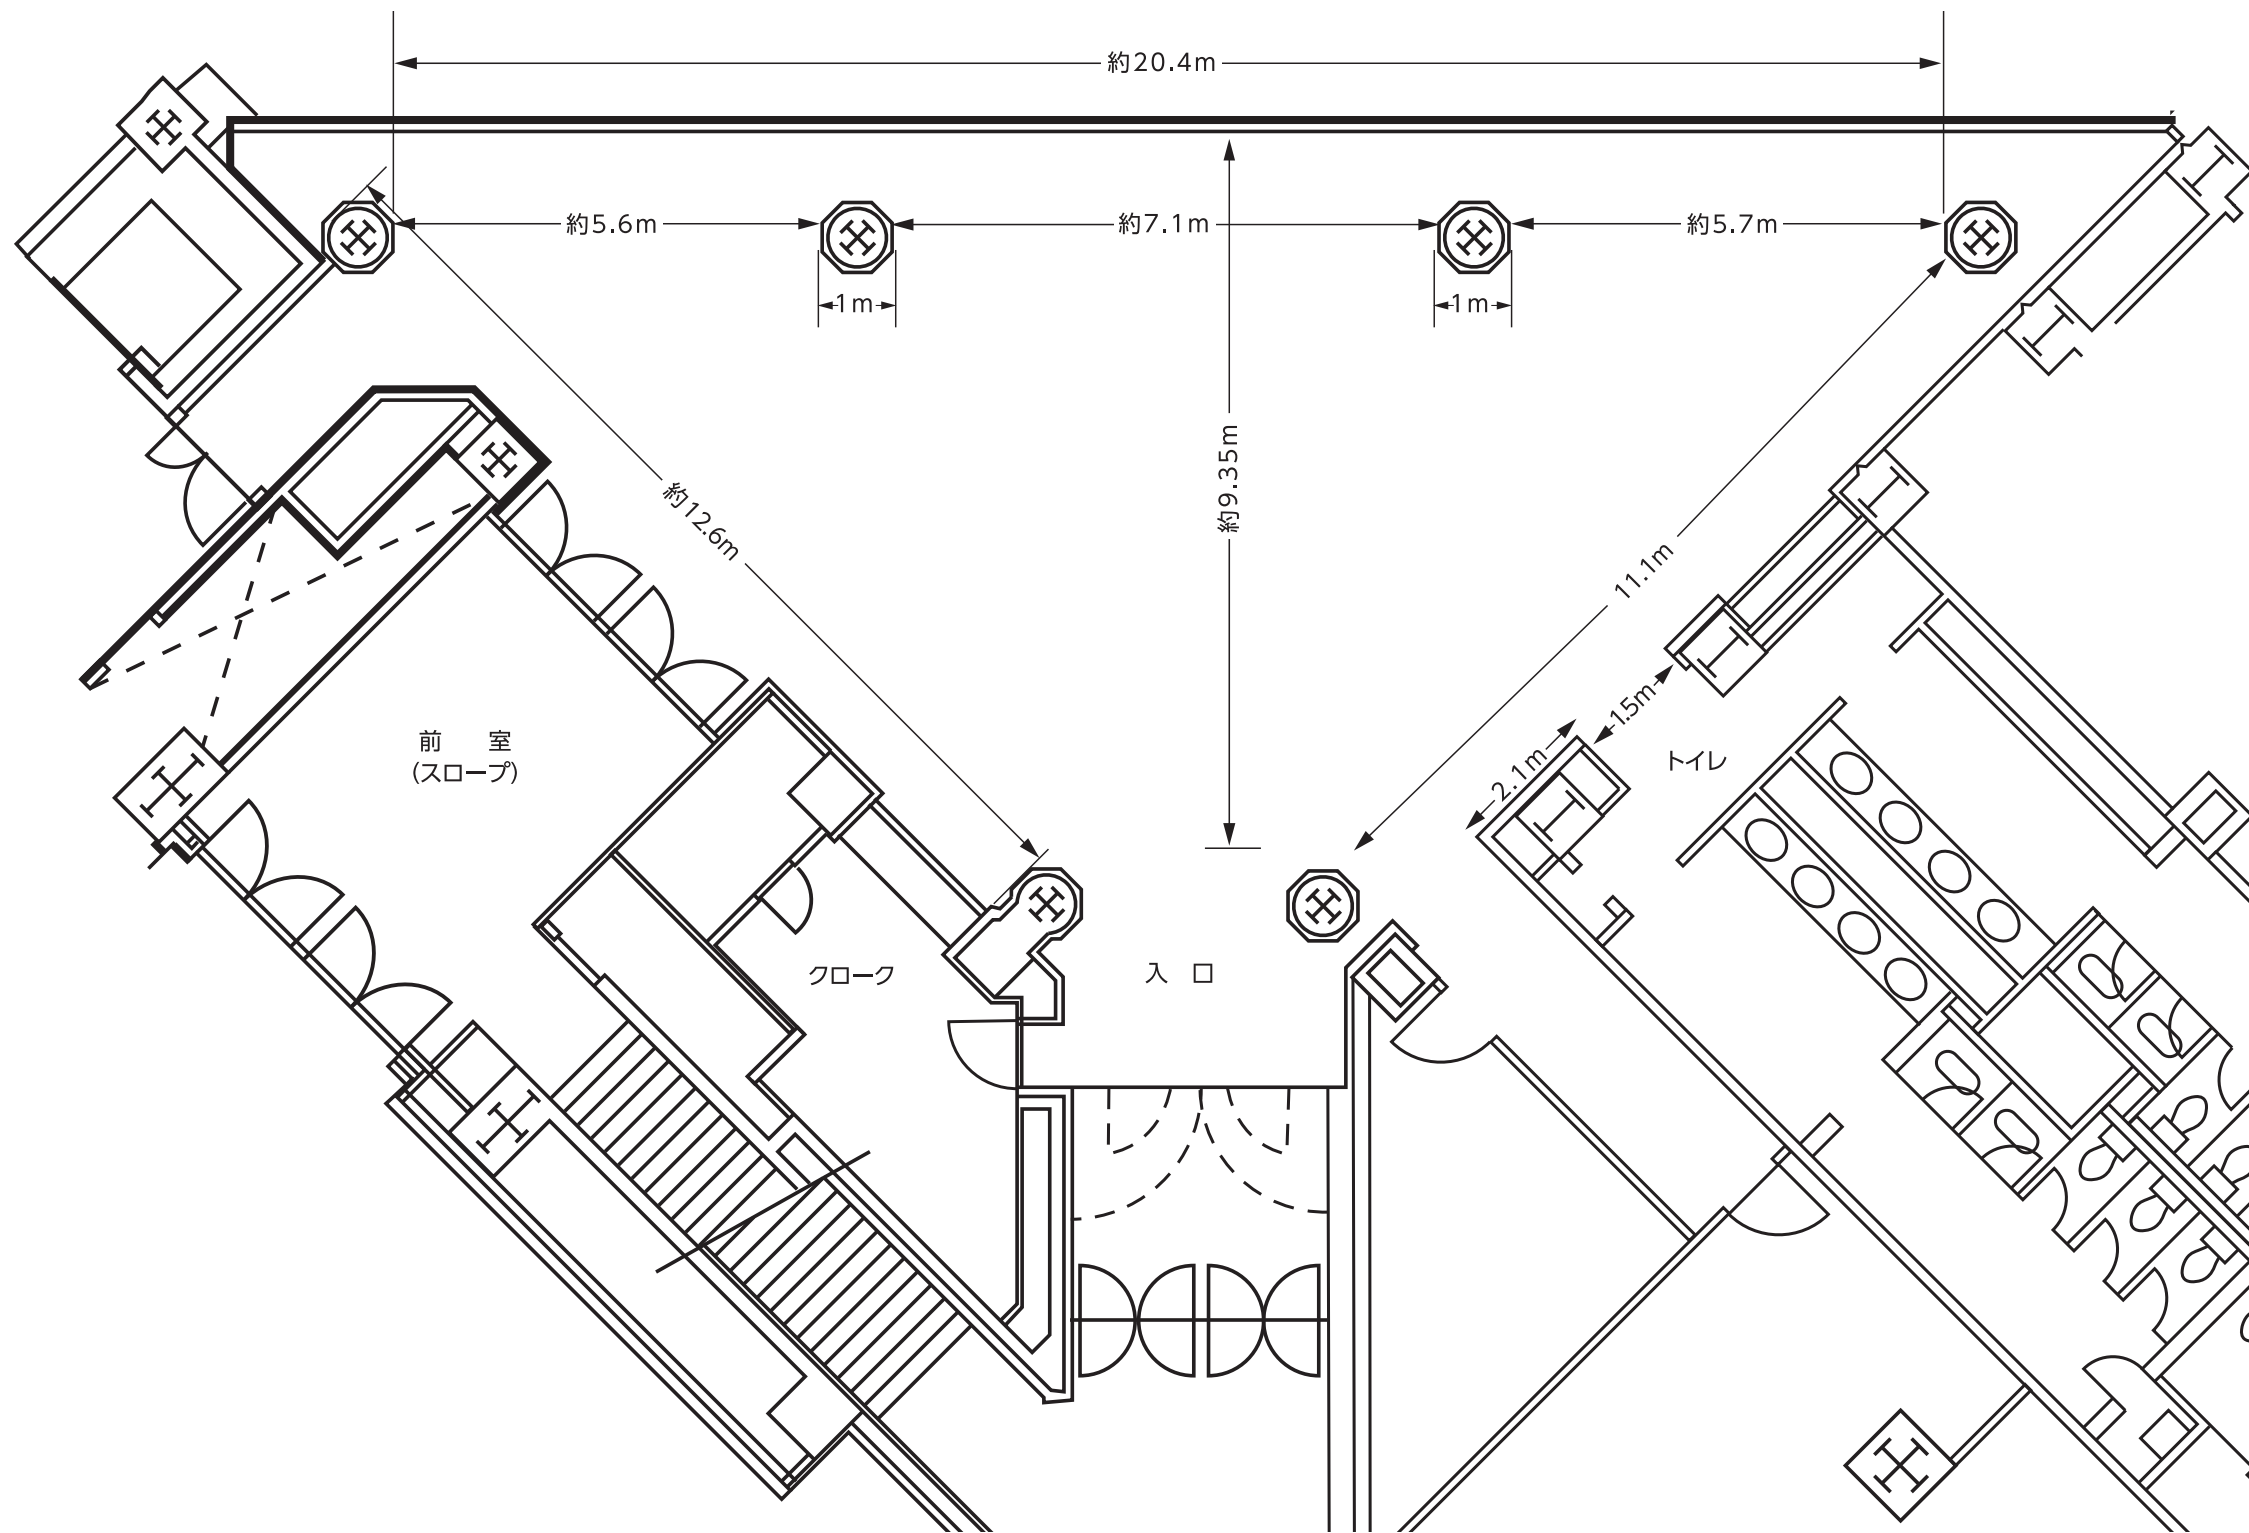 約20.4m
約5.6m
約7.1m
約5.7m
1m
1m
約12.6m
約9.35m
11.1m
1.5m
2.1m
前　室
(スロープ)
トイレ
クローク
入　口